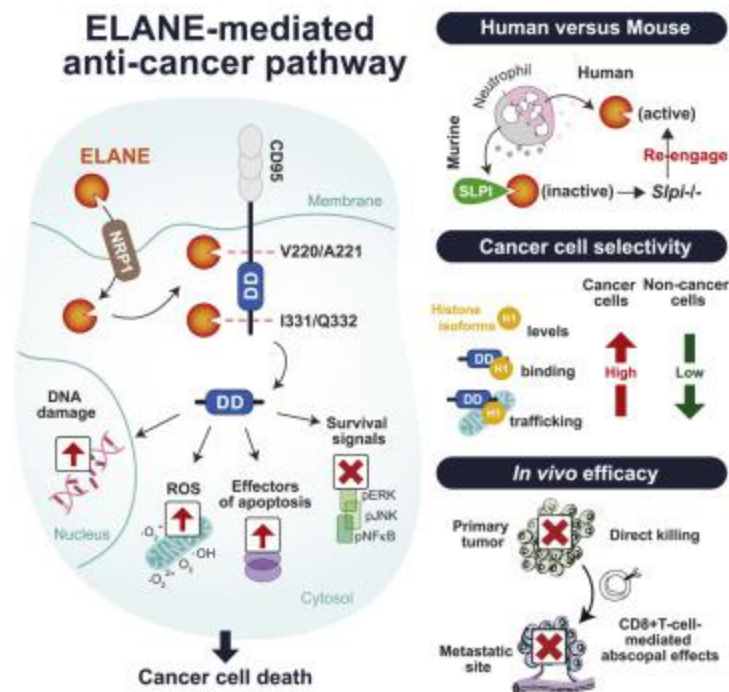 ELANE-mediated
anti-cancer pathway
ELANE
CD95
Membrane
NRP1
V220/A221
DD
I331/Q332
DNA
damage
DD
Survival
signals
ROS
Effectors
of apoptosis
pERK
pJNK
pNFκB
Nucleus
·OH
Cytosol
Cancer cell death
Human versus Mouse
Neutrophil
Human
(active)
Murine
Re-engage
SLPI
(inactive)
Slpi-/-
Cancer cell selectivity
Cancer
cells
Non-cancer
cells
Histone
isoforms
H1
levels
DD
H1
binding
High
Low
DD
H1
trafficking
In vivo efficacy
Primary
tumor
Direct killing
Metastatic
site
CD8+T-cell-
mediated
abscopal effects